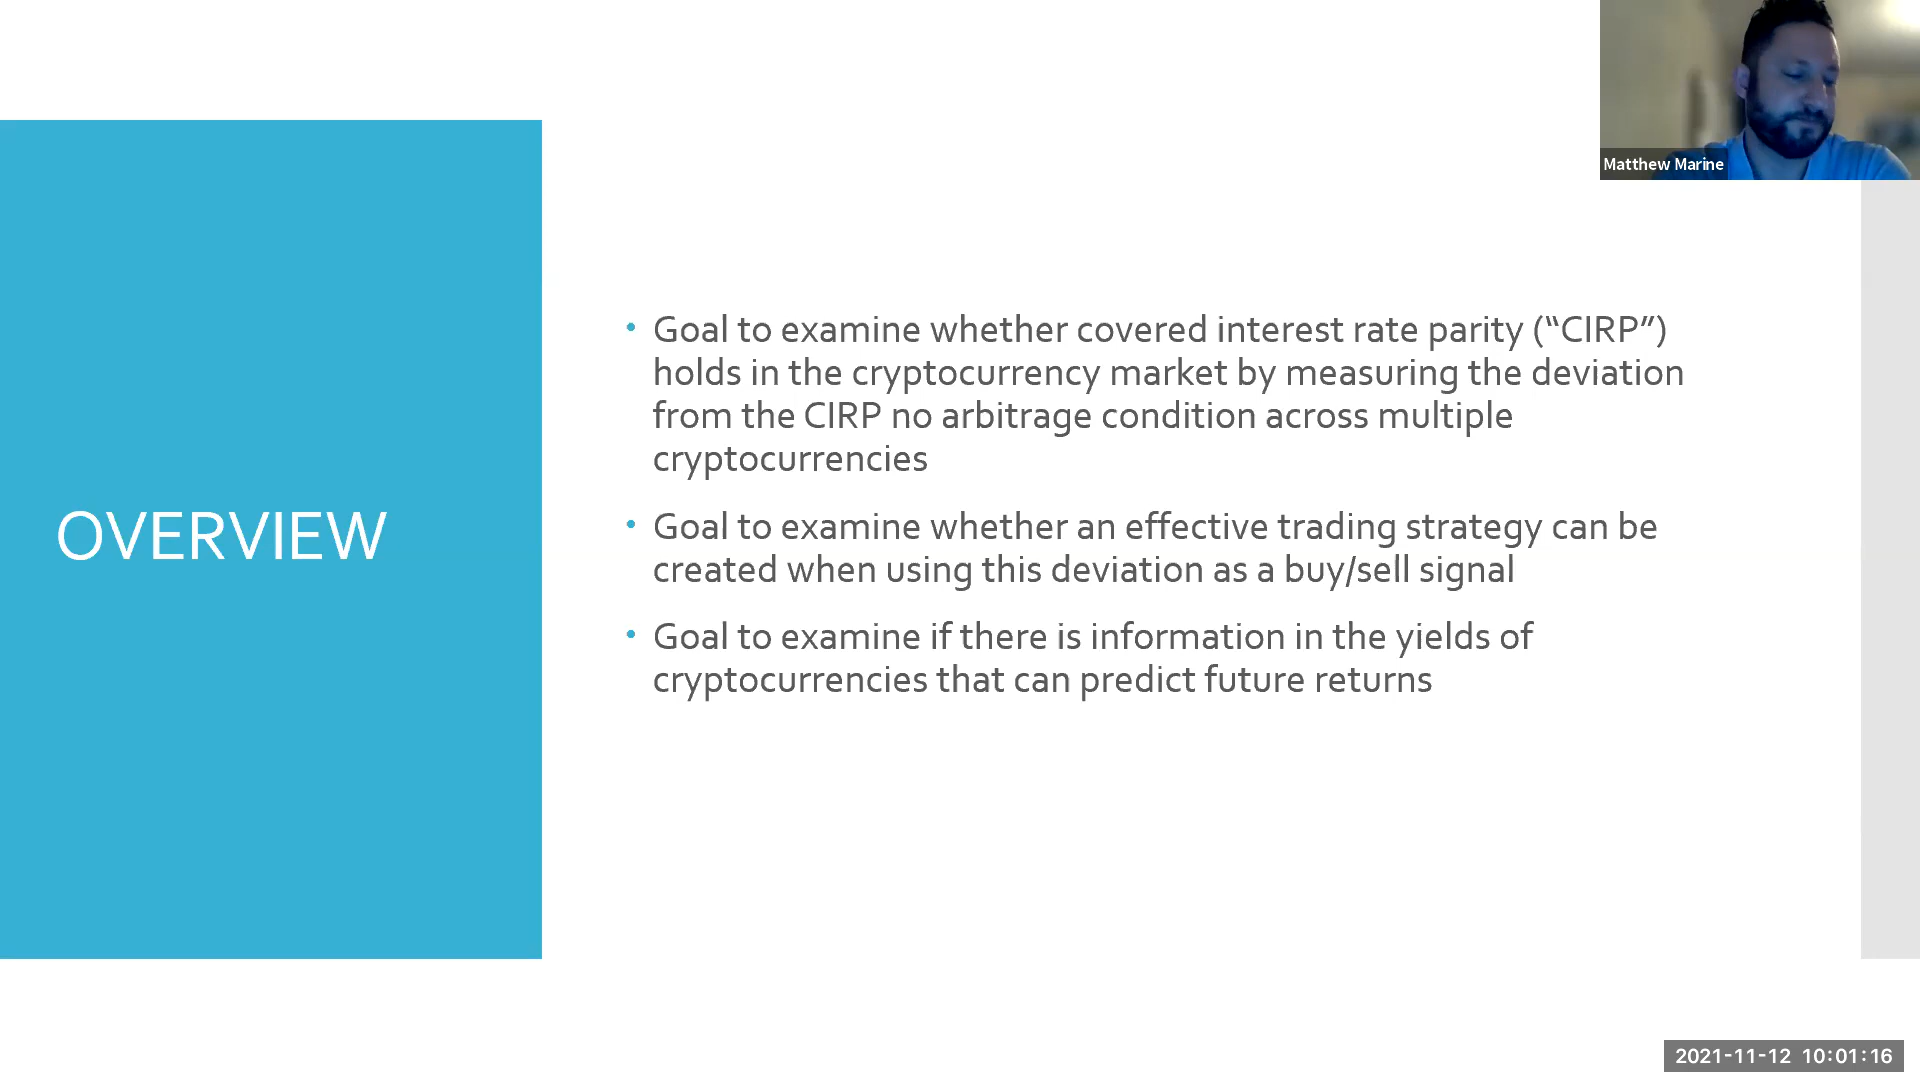 Matthew Marine
OVERVIEW
• Goal to examine whether covered interest rate parity (“CIRP”)
holds in the cryptocurrency market by measuring the deviation
from the CIRP no arbitrage condition across multiple
cryptocurrencies
• Goal to examine whether an effective trading strategy can be
created when using this deviation as a buy/sell signal
• Goal to examine if there is information in the yields of
cryptocurrencies that can predict future returns
2021-11-12 10:01:16